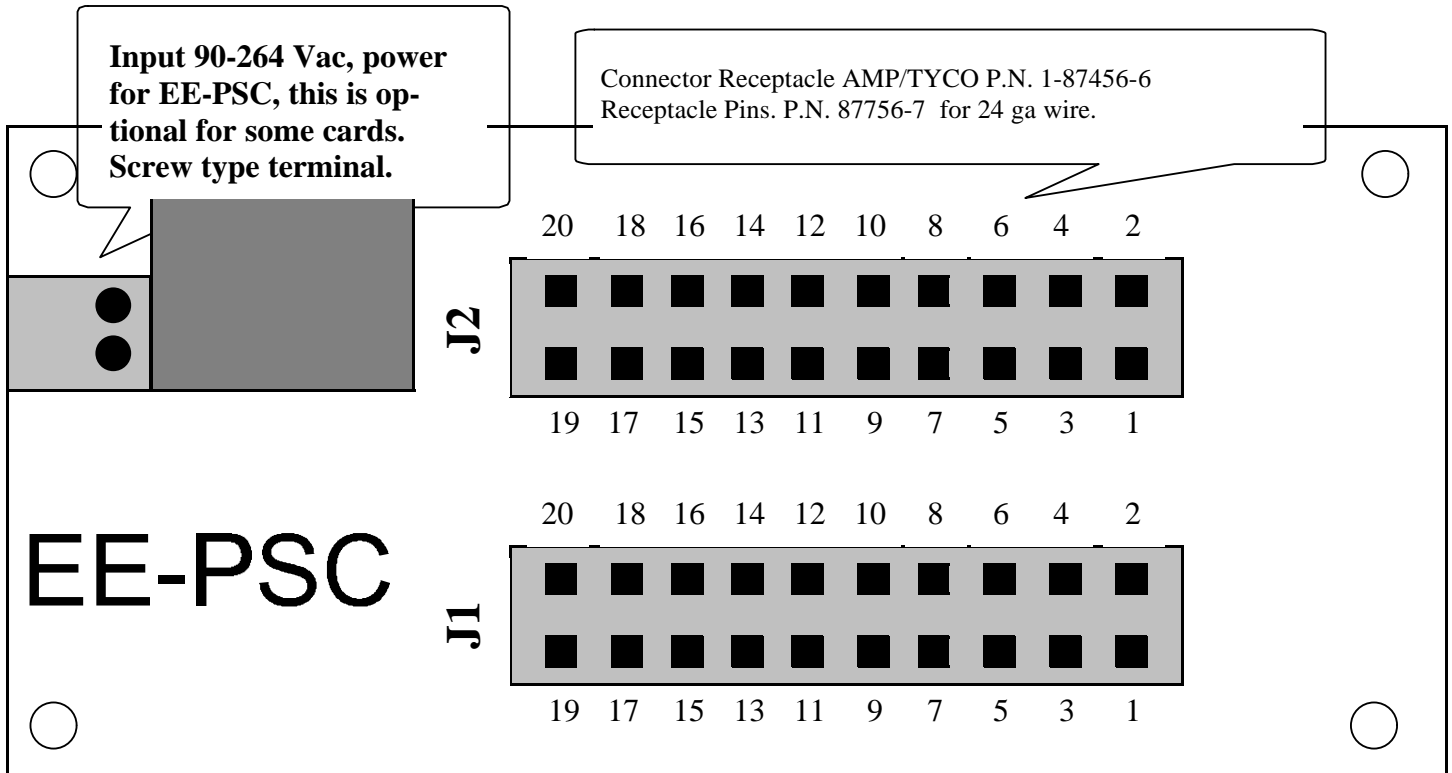 Input 90-264 Vac, power
for EE-PSC, this is op-
tional for some cards.
Screw type terminal.
Connector Receptacle AMP/TYCO P.N. 1-87456-6
Receptacle Pins. P.N. 87756-7 for 24 ga wire.
20 18 16 14 12 10 8 6 4 2
J2
19 17 15 13 11 9 7 5 3 1
20 18 16 14 12 10 8 6 4 2
EE-PSC
J1
19 17 15 13 11 9 7 5 3 1